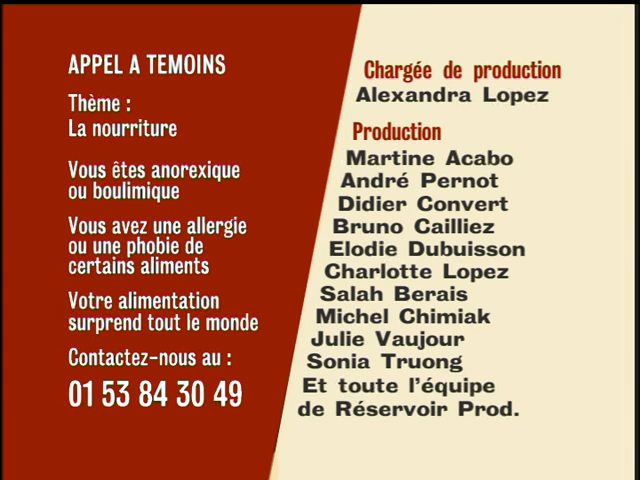 APPEL A TEMOINS
Thème :
La nourriture
Vous êtes anorexique
ou boulimique
Vous avez une allergie
ou une phobie de
certains aliments
Votre alimentation
surprend tout le monde
Contactez-nous au :
01 53 84 30 49
Chargée de production
Alexandra Lopez
Production
Martine Acabo
André Pernot
Didier Convert
Bruno Cailliez
Elodie Dubuisson
Charlotte Lopez
Salah Berais
Michel Chimiak
Julie Vaujour
Sonia Truong
Et toute l'équipe
de Réservoir Prod.